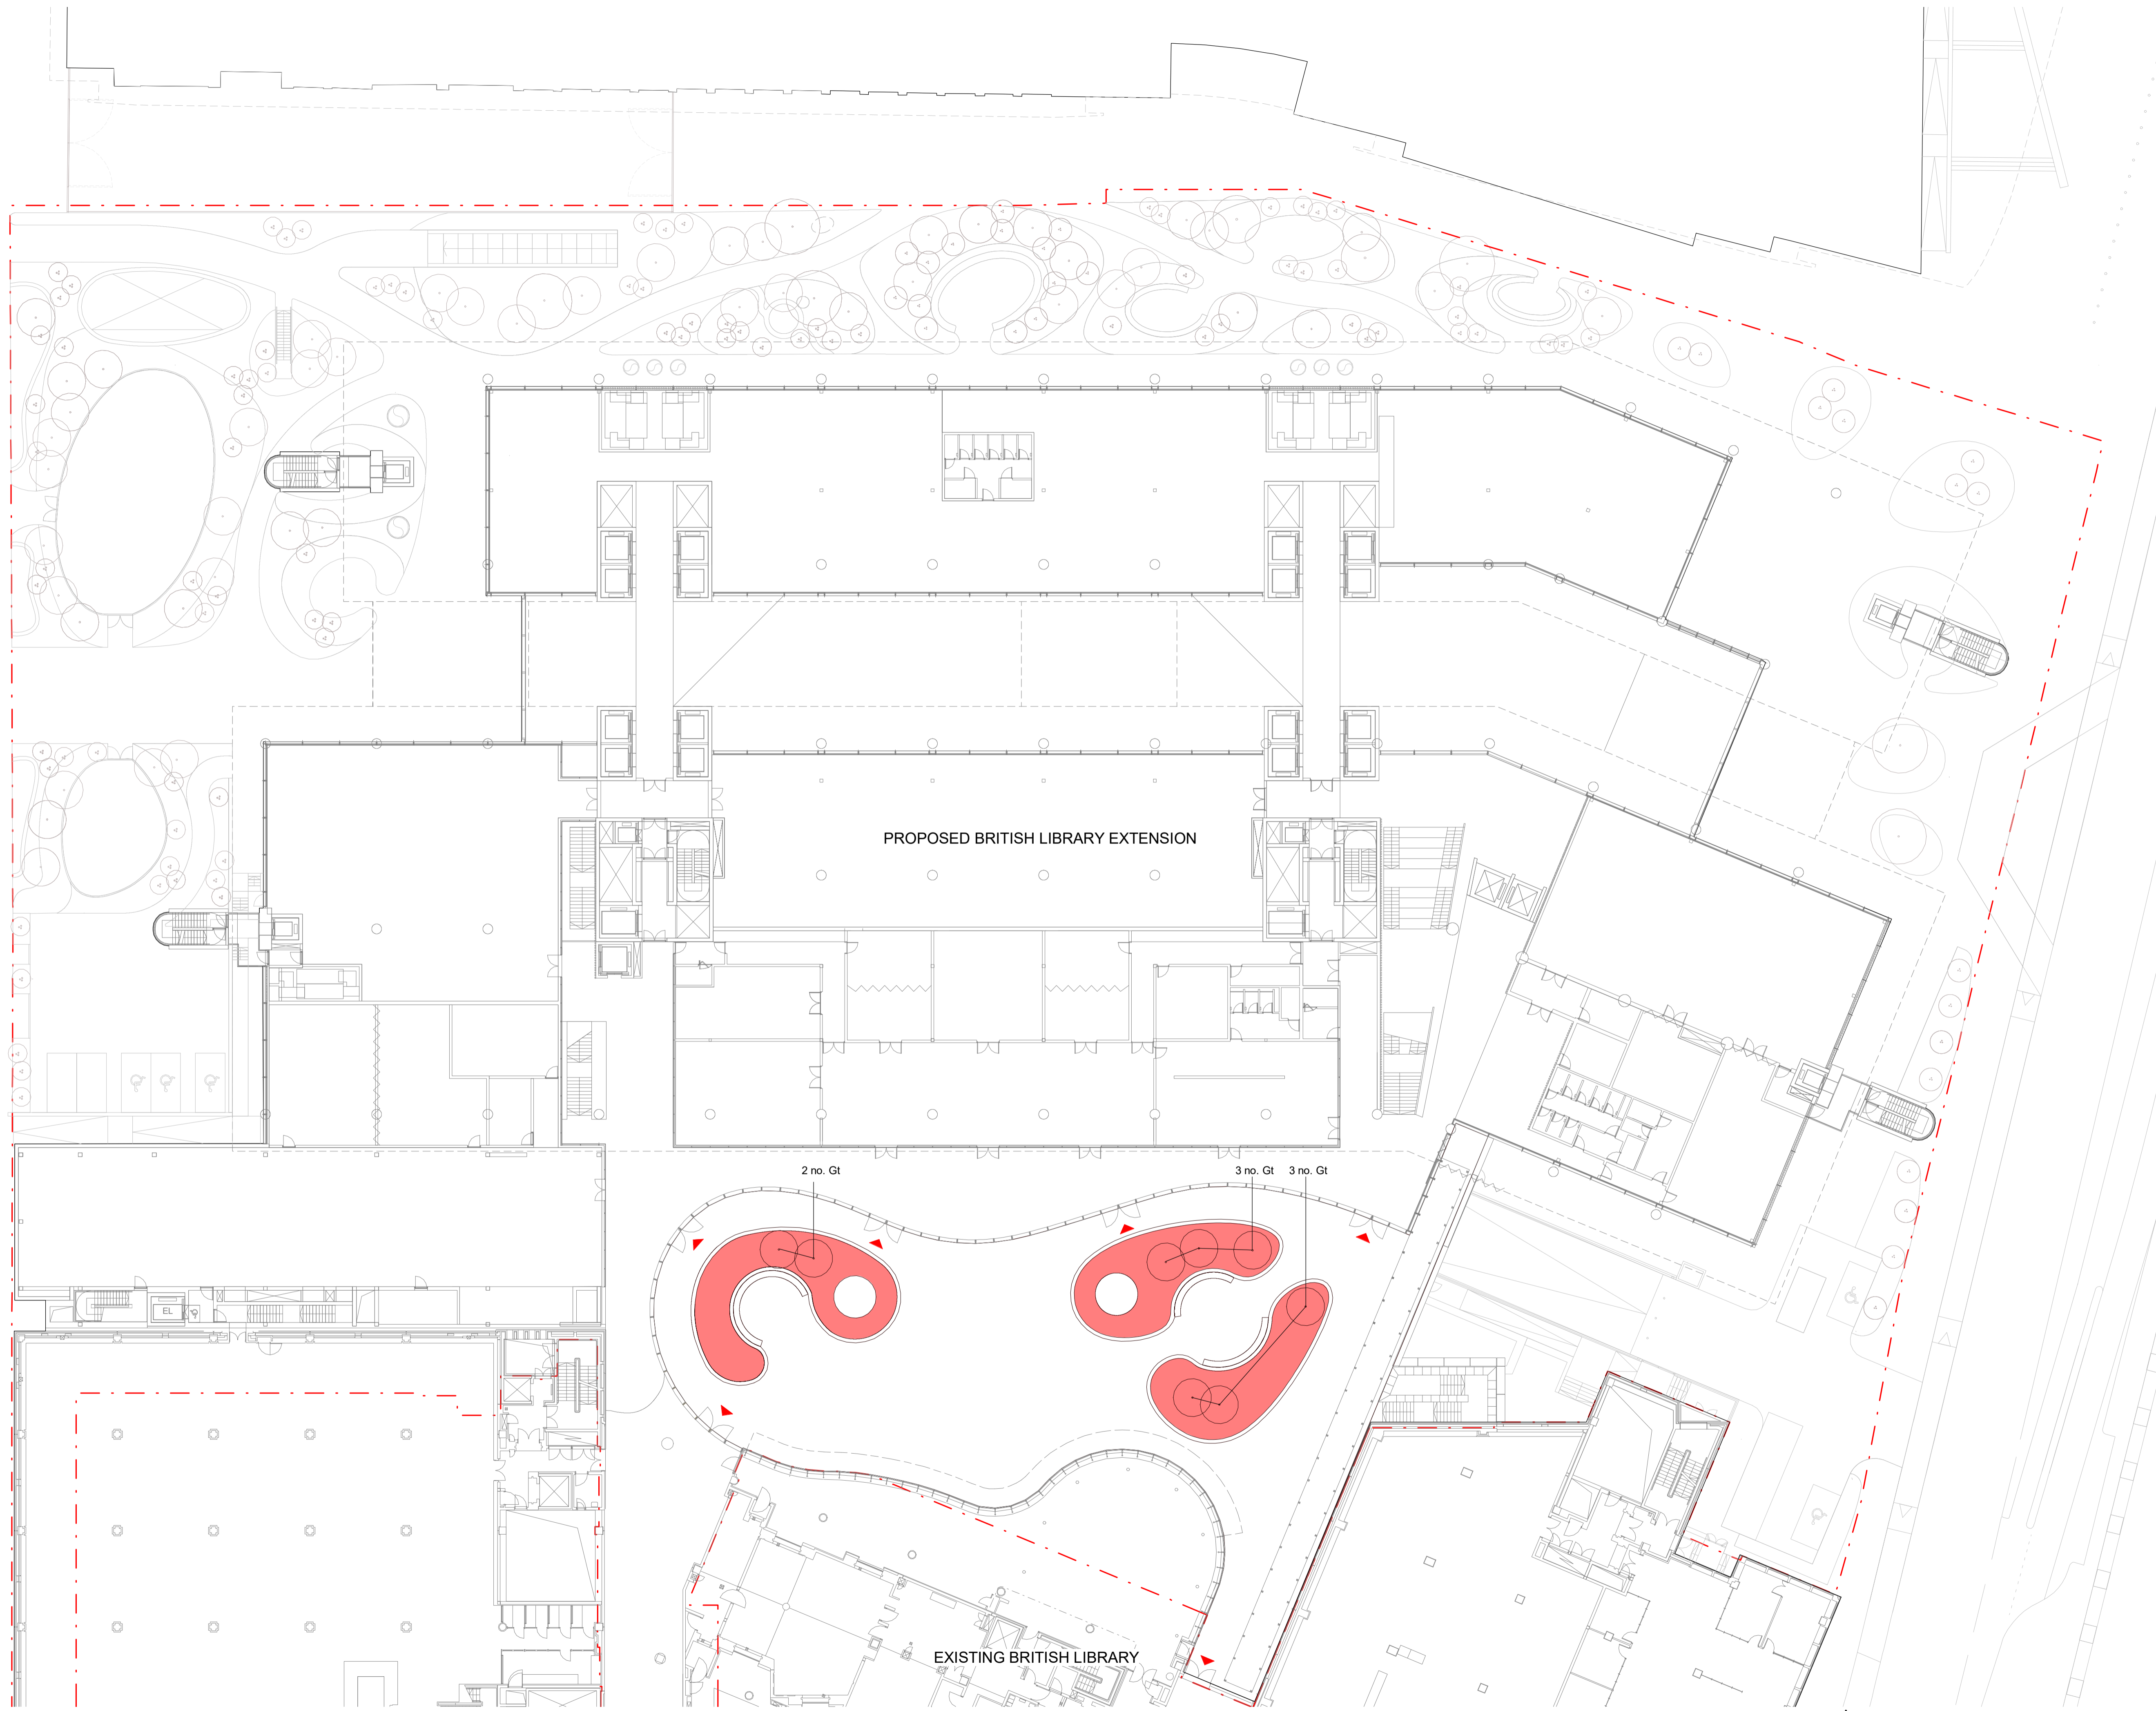 PROPOSED BRITISH LIBRARY EXTENSION
2 no. Gt
3 no. Gt
3 no. Gt
EL
EXISTING BRITISH LIBRARY